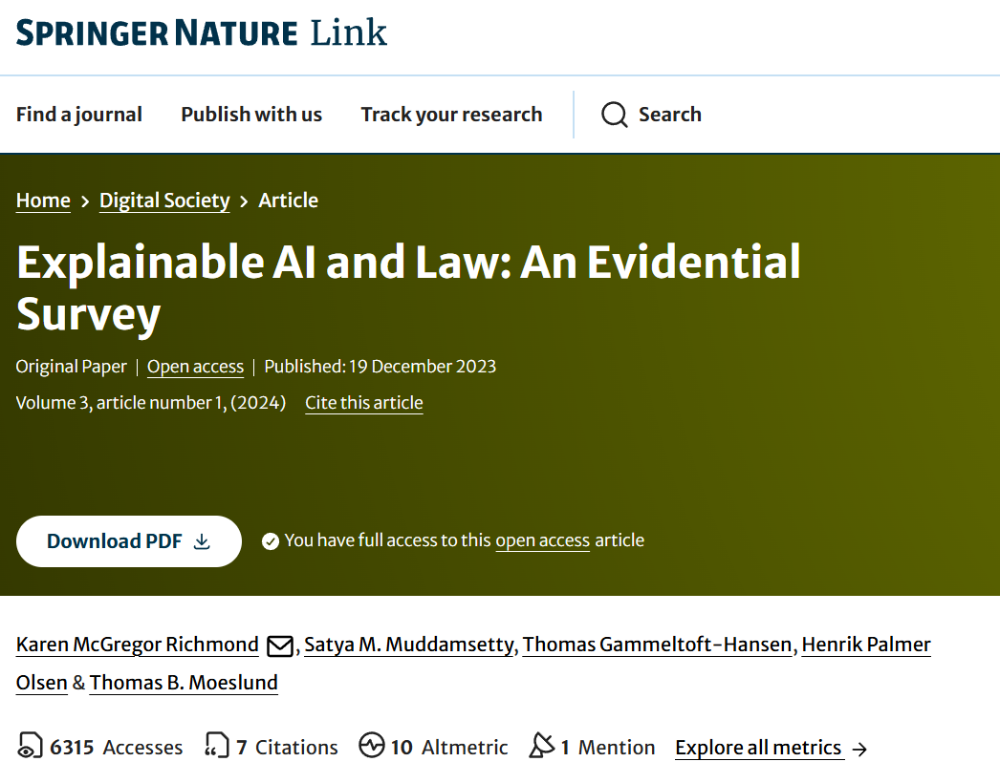 SPRINGER NATURE Link
Find a journal Publish with us Track your research Search
Home > Digital Society > Article
Explainable AI and Law: An Evidential
Survey
Original Paper | Open access | Published: 19 December 2023
Volume 3, article number 1, (2024) Cite this article
Download PDF You have full access to this open access article
Karen McGregor Richmond , Satya M. Muddamsetty, Thomas Gammeltoft-Hansen, Henrik Palmer
Olsen & Thomas B. Moeslund
6315 Accesses 7 Citations 10 Altmetric 1 Mention Explore all metrics →